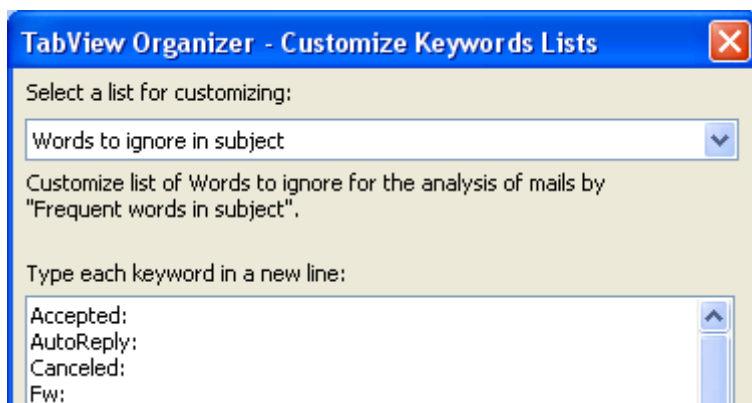 TabView Organizer - Customize Keywords Lists
Select a list for customizing:
Words to ignore in subject
Customize list of Words to ignore for the analysis of mails by
"Frequent words in subject".
Type each keyword in a new line:
Accepted:
AutoReply:
Canceled:
Fw: